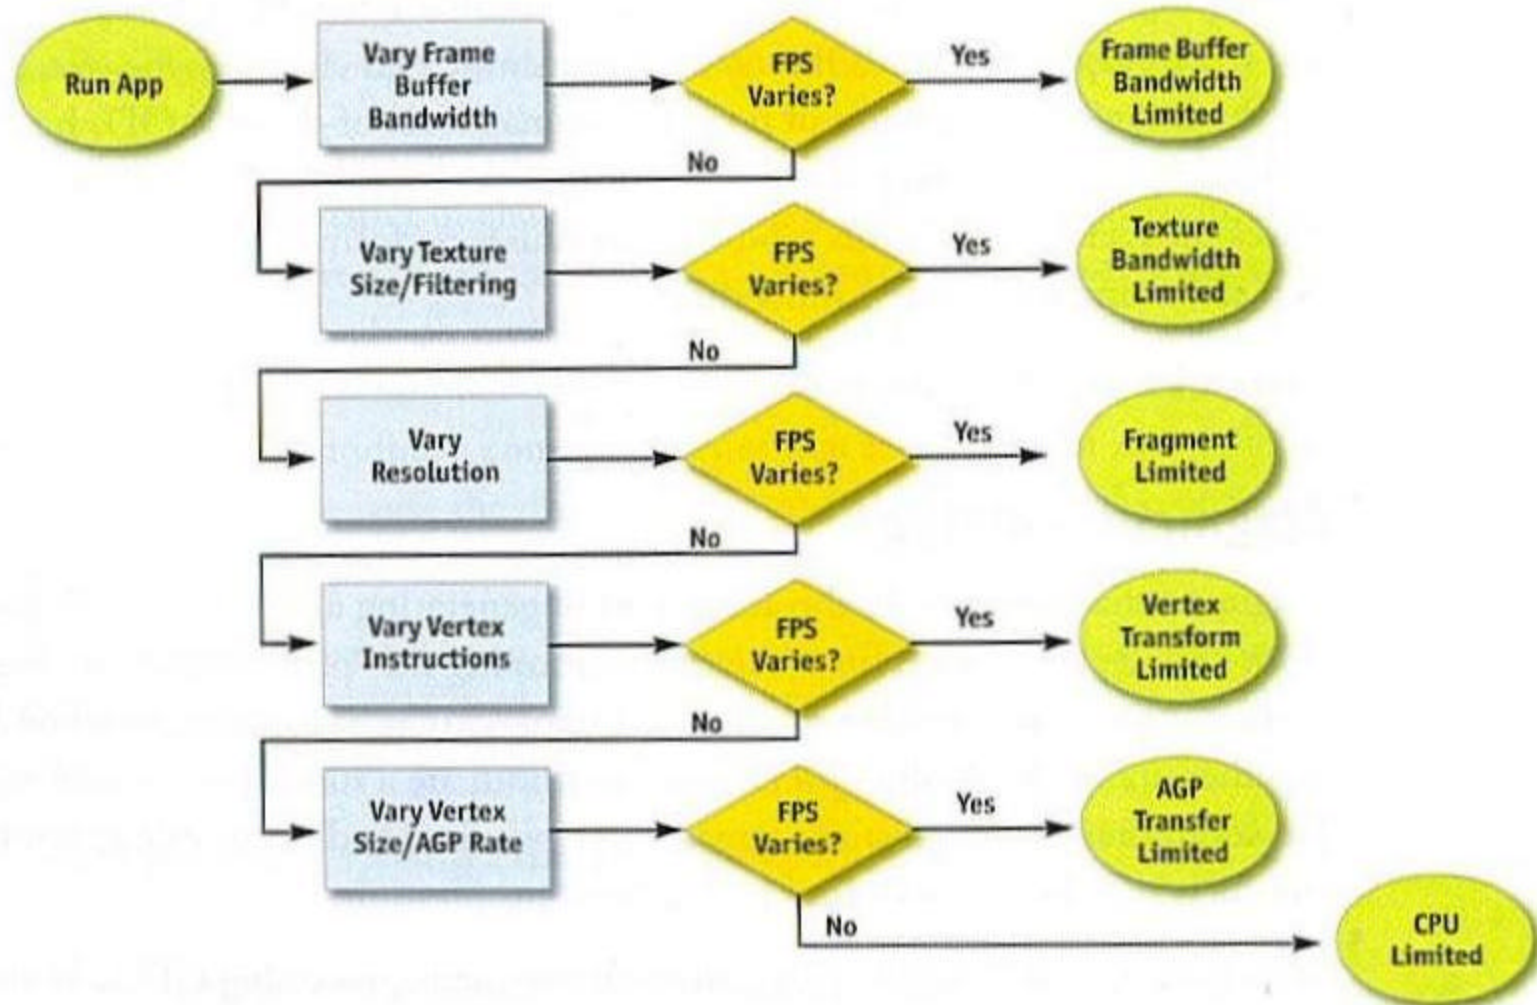 Run App
Vary Frame
Buffer
Bandwidth
FPS
Varies?
Yes
Frame Buffer
Bandwidth
Limited
No
Vary Texture
Size/Filtering
FPS
Varies?
Yes
Texture
Bandwidth
Limited
No
Vary
Resolution
FPS
Varies?
Yes
Fragment
Limited
No
Vary Vertex
Instructions
FPS
Varies?
Yes
Vertex
Transform
Limited
No
Vary Vertex
Size/AGP Rate
FPS
Varies?
Yes
AGP
Transfer
Limited
No
CPU
Limited